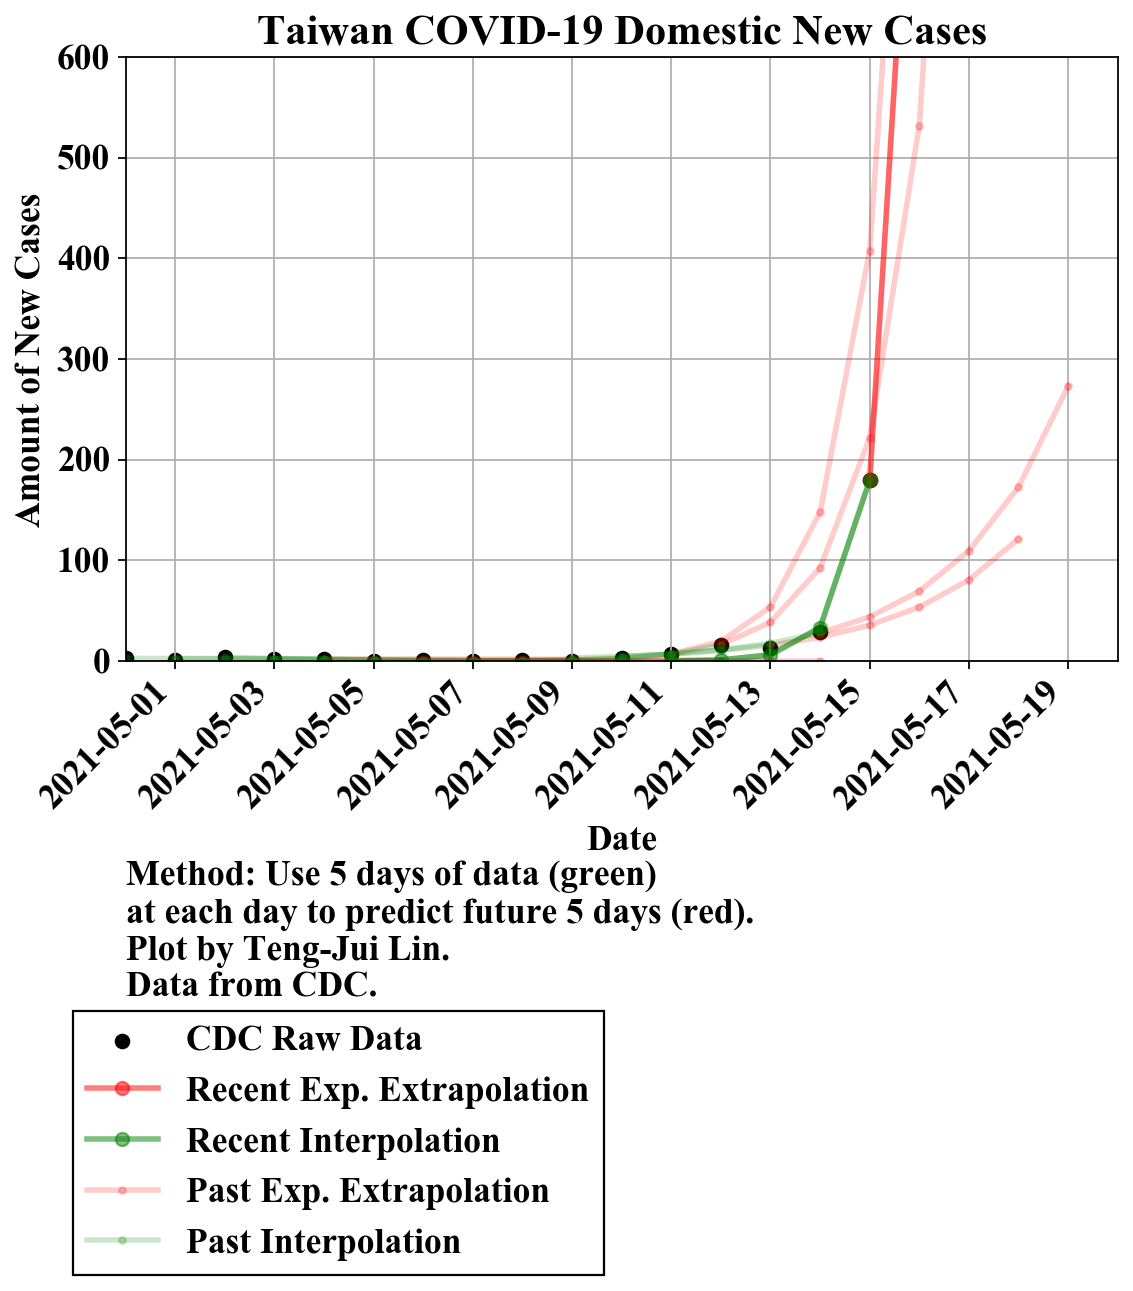 Taiwan COVID-19 Domestic New Cases
600
500
400
300
200
100
0
Amount of New Cases
2021-05-01
2021-05-03
2021-05-05
2021-05-07
2021-05-09
2021-05-11
2021-05-13
2021-05-15
2021-05-17
2021-05-19
Date
Method: Use 5 days of data (green)
at each day to predict future 5 days (red).
Plot by Teng-Jui Lin.
Data from CDC.
CDC Raw Data
Recent Exp. Extrapolation
Recent Interpolation
Past Exp. Extrapolation
Past Interpolation